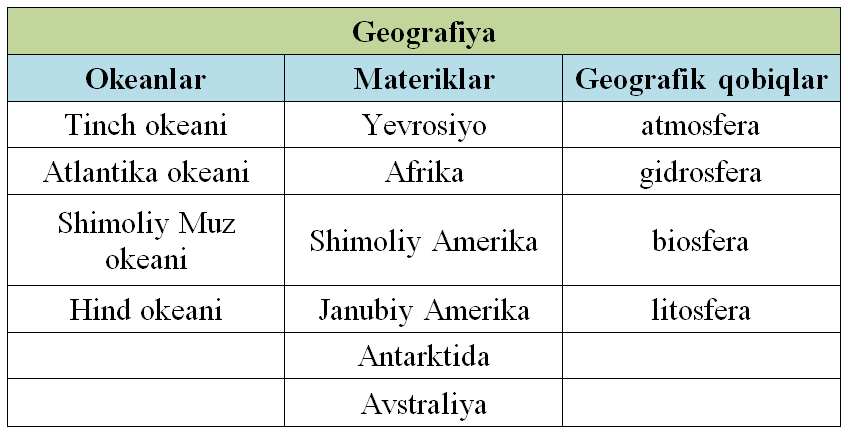 Geografiya
Okeanlar Materiklar Geografik qobiqlar
Tinch okeani Yevrosiyo atmosfera
Atlantika okeani Afrika gidrosfera
Shimoliy Muz
okeani Shimoliy Amerika biosfera
Hind okeani Janubiy Amerika litosfera
Antarktida
Avstraliya